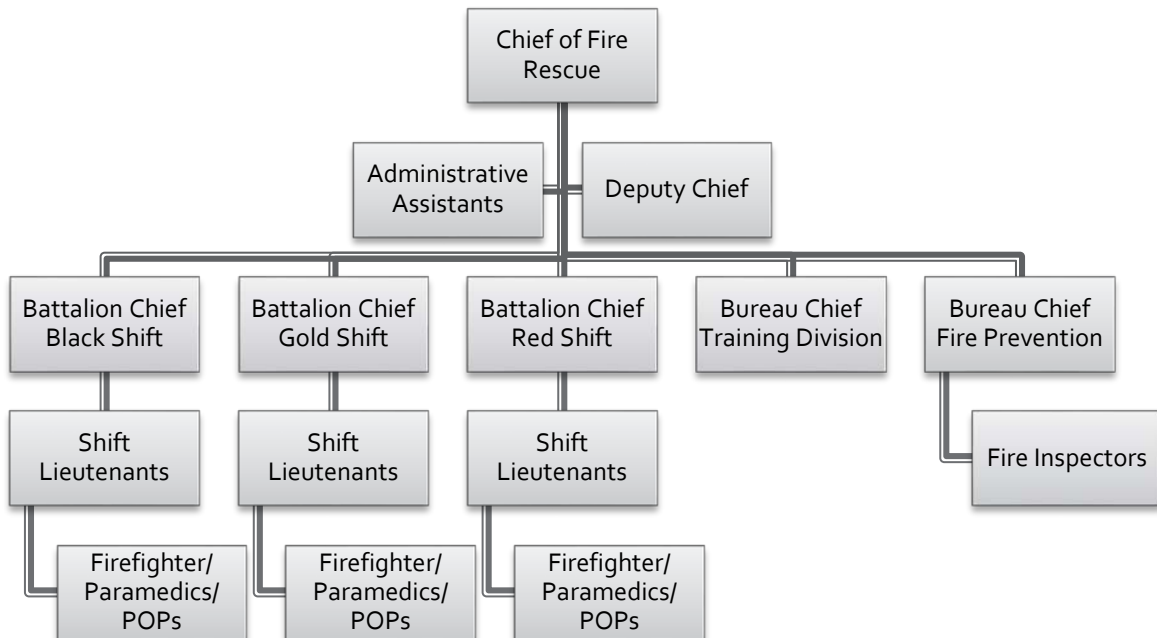 Chief of Fire
Rescue
Administrative
Assistants
Deputy Chief
Battalion Chief
Black Shift
Battalion Chief
Gold Shift
Battalion Chief
Red Shift
Bureau Chief
Training Division
Bureau Chief
Fire Prevention
Shift
Lieutenants
Shift
Lieutenants
Shift
Lieutenants
Fire Inspectors
Firefighter/
Paramedics/
POPs
Firefighter/
Paramedics/
POPs
Firefighter/
Paramedics/
POPs